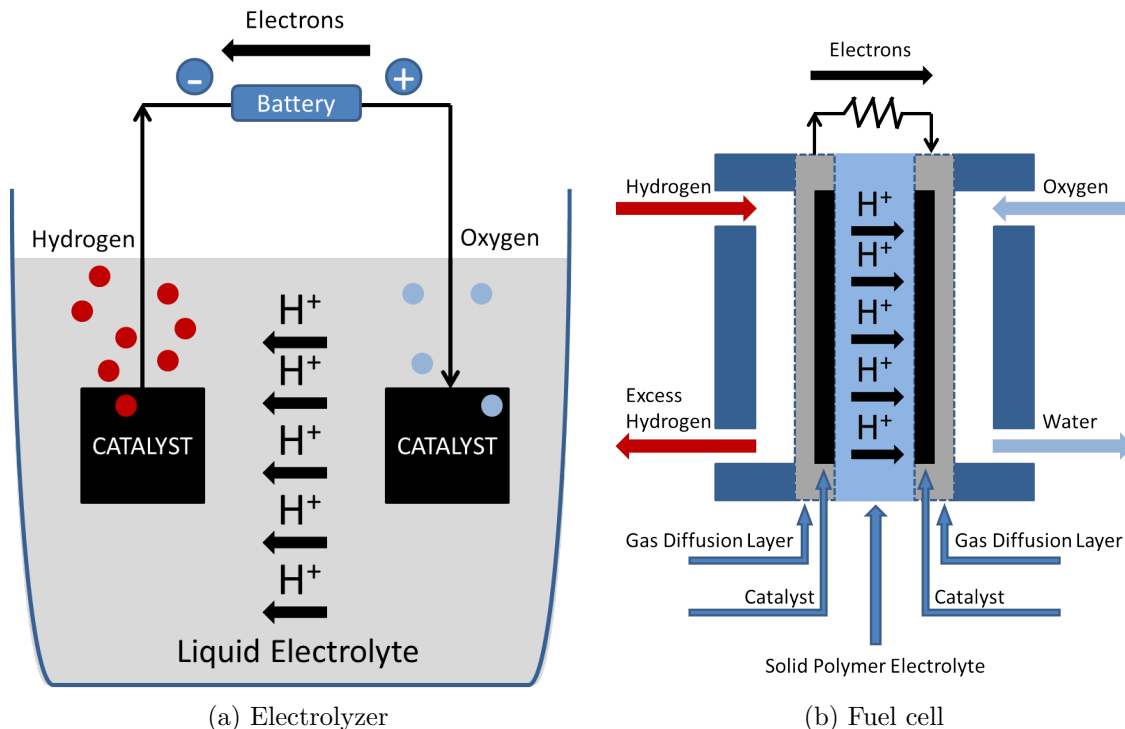 Electrons
-
+
Battery
Hydrogen
Oxygen
H+
H+
H+
H+
H+
CATALYST
CATALYST
Liquid Electrolyte
(a) Electrolyzer
Electrons
Hydrogen
Oxygen
H+
H+
H+
H+
H+
Excess
Hydrogen
Water
Gas Diffusion Layer
Gas Diffusion Layer
Catalyst
Catalyst
Solid Polymer Electrolyte
(b) Fuel cell